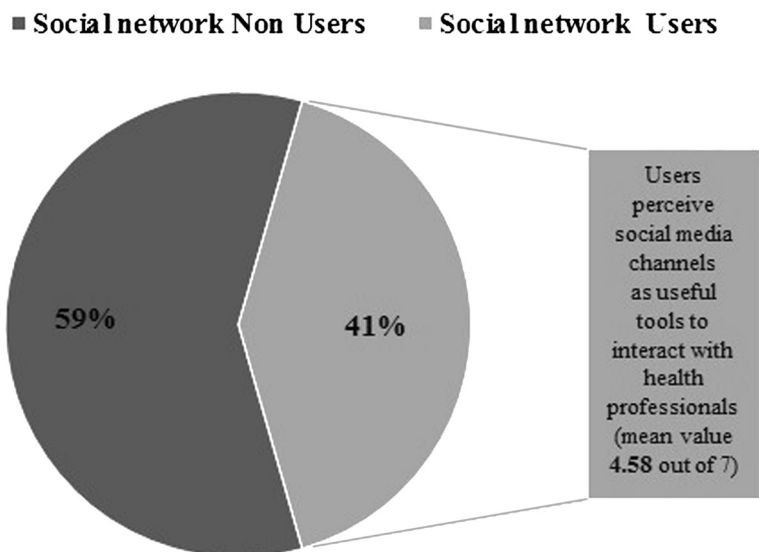 Social network Non Users Social network Users
59%
41%
Users
perceive
social media
channels
as useful
tools to
interact with
health
professionals
(mean value
4.58 out of 7)